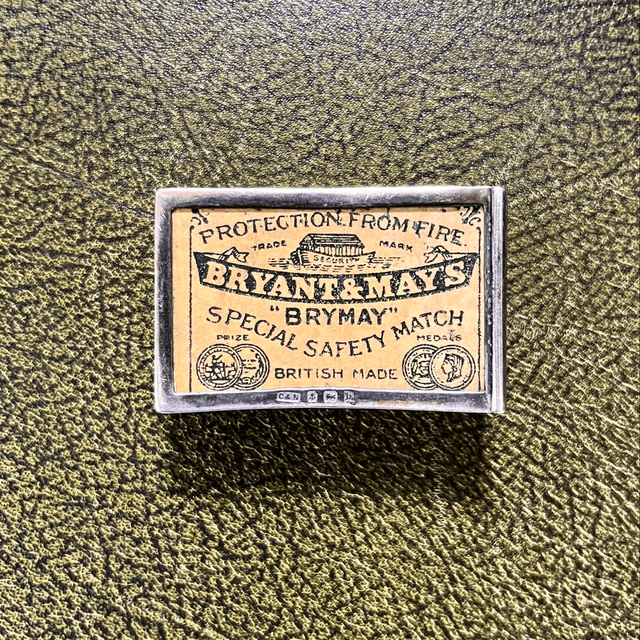 PROTECTION FROM FIRE
TRADE MARK
SECURITY
BRYANT & MAY'S
"BRYMAY"
SPECIAL SAFETY MATCH
PRIZE MEDALS
BRITISH MADE
C&N